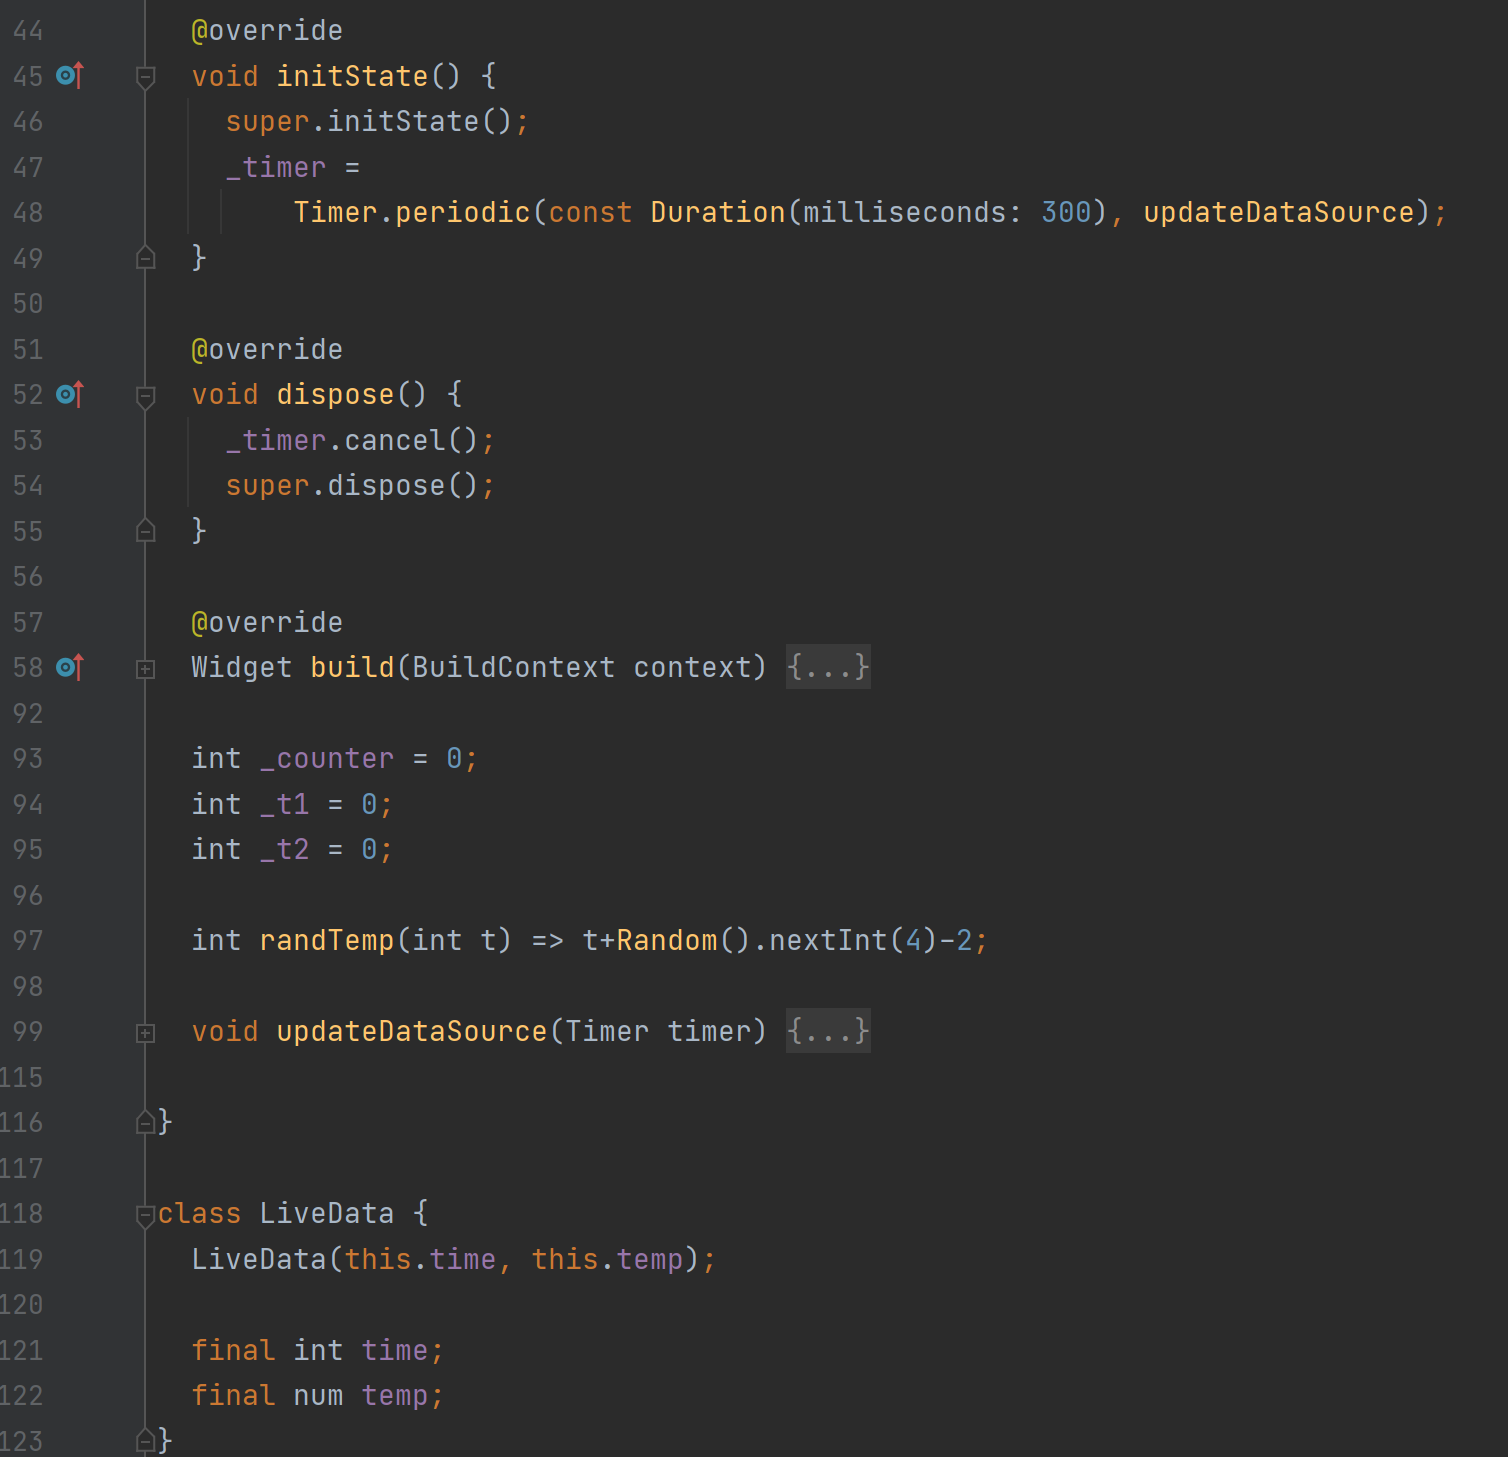 44 @override
45 void initState() {
46 super.initState();
47 _timer =
48 Timer.periodic(const Duration(milliseconds: 300), updateDataSource);
49 }
50
51 @override
52 void dispose() {
53 _timer.cancel();
54 super.dispose();
55 }
56
57 @override
58 Widget build(BuildContext context) {...}
92
93 int _counter = 0;
94 int _t1 = 0;
95 int _t2 = 0;
96
97 int randTemp(int t) => t+Random().nextInt(4)-2;
98
99 void updateDataSource(Timer timer) {...}
115
116 }
117
118 class LiveData {
119 LiveData(this.time, this.temp);
120
121 final int time;
122 final num temp;
123 }